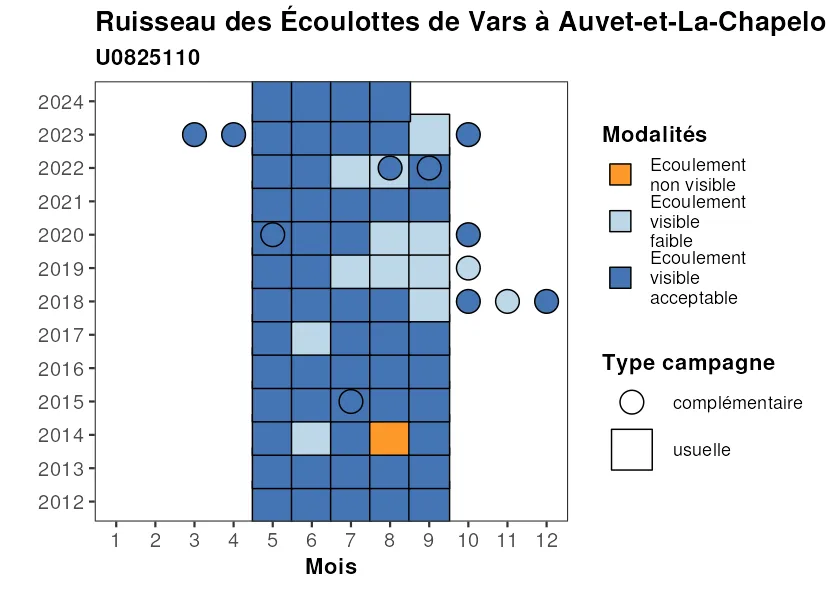 Ruisseau des Écoulottes de Vars à Auvet-et-La-Chapelo
U0825110
2024
2023
2022
2021
2020
2019
2018
2017
2016
2015
2014
2013
2012
1 2 3 4 5 6 7 8 9 10 11 12
Mois
Modalités
Ecoulement
non visible
Ecoulement
visible
faible
Ecoulement
visible
acceptable
Type campagne
complémentaire
usuelle